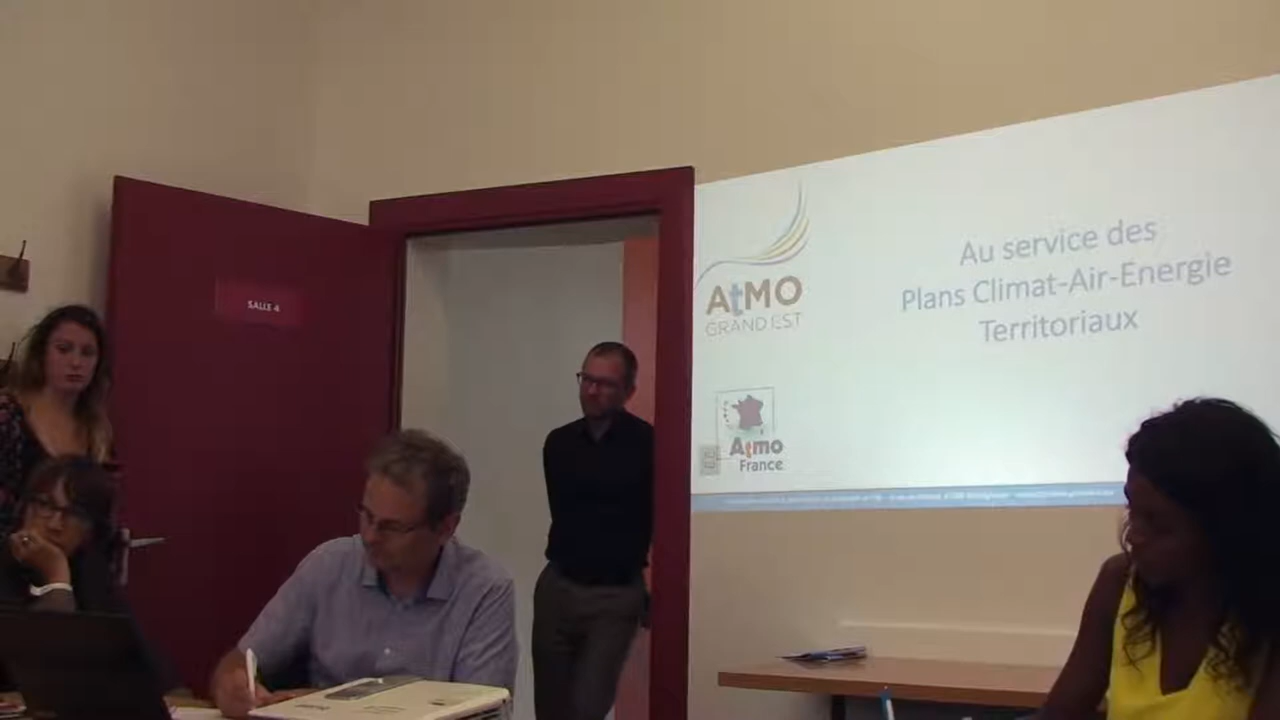 SALLE 4
AtMO
GRAND EST
Au service des
Plans Climat-Air-Energie
Territoriaux
Atmo
France